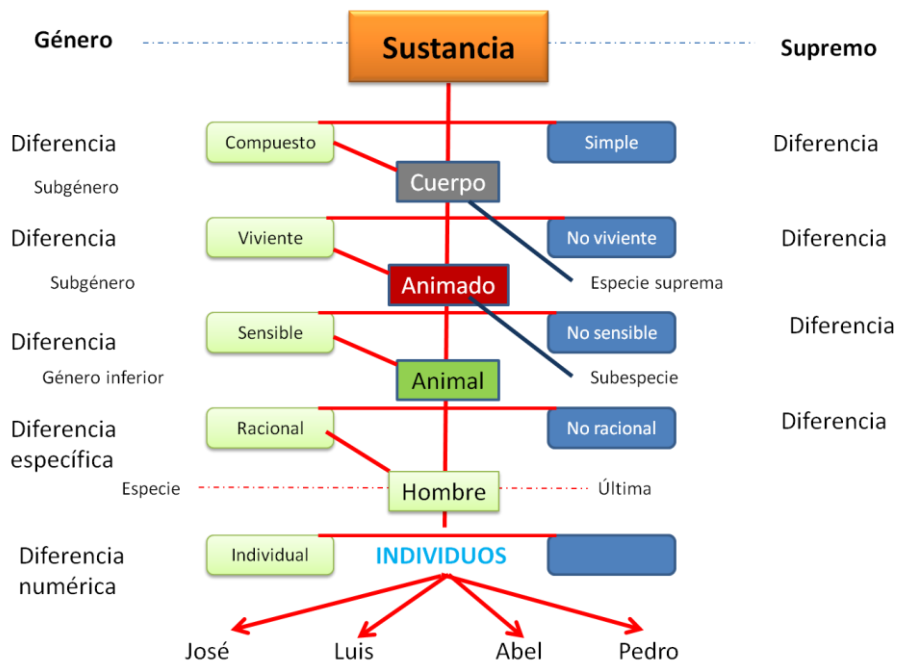 Género
Sustancia
Supremo
Diferencia
Compuesto
Simple
Diferencia
Subgénero
Cuerpo
Diferencia
Viviente
No viviente
Diferencia
Subgénero
Animado
Especie suprema
Diferencia
Sensible
No sensible
Diferencia
Género inferior
Animal
Subespecie
Diferencia
específica
Racional
No racional
Diferencia
Especie
Hombre
Última
Diferencia
numérica
Individual
INDIVIDUOS
José
Luis
Abel
Pedro